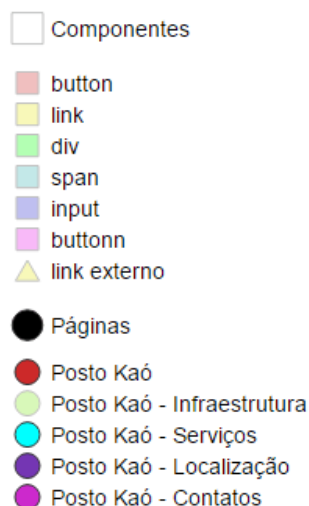 Componentes
button
link
div
span
input
buttonn
link externo
Páginas
Posto Kaó
Posto Kaó - Infraestrutura
Posto Kaó - Serviços
Posto Kaó - Localização
Posto Kaó - Contatos